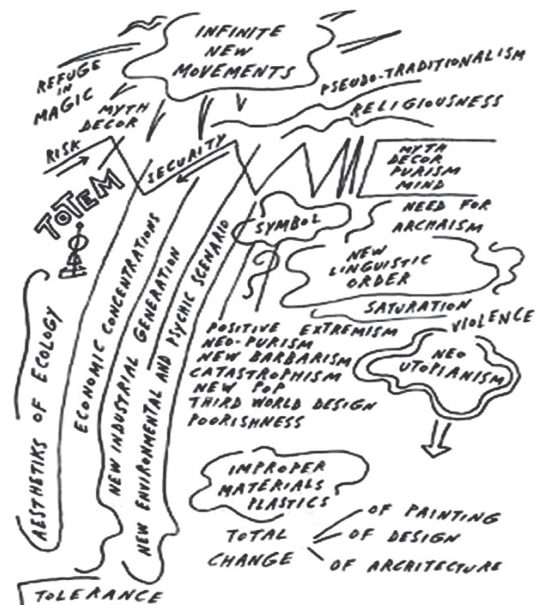 INFINITE
NEW
MOVEMENTS
REFUGE
IN
MAGIC
PSEUDO-TRADITIONALISM
RELIGIOUSNESS
MYTH
DECOR
RISK
SECURITY
MYTH
DECOR
PURISM
MIND
TOTEM
SYMBOL
NEED FOR
ARCHAISM
NEW
LINGUISTIC
ORDER
SATURATION
VIOLENCE
AESTHETIKS OF ECOLOGY
ECONOMIC CONCENTRATIONS
NEW INDUSTRIAL GENERATION
NEW ENVIRONMENTAL AND PSYCHIC SCENARIO
POSITIVE EXTREMISM
NEO-PURISM
NEW BARBARISM
CATASTROPHISM
NEW POP
THIRD WORLD DESIGN
POORISHNESS
NEO
UTOPIANISM
IMPROPER
MATERIALS
PLASTICS
TOTAL
CHANGE
OF PAINTING
OF DESIGN
OF ARCHITECTURE
TOLERANCE